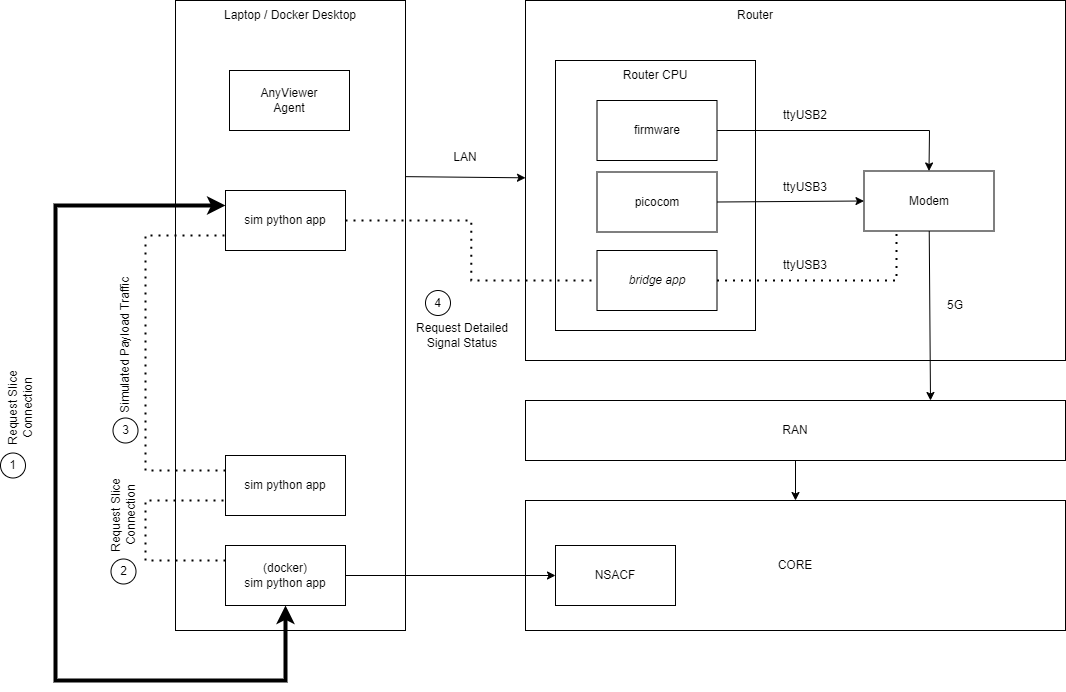 Laptop / Docker Desktop
Router
AnyViewer
Agent
Router CPU
firmware
ttyUSB2
LAN
picocom
ttyUSB3
Modem
sim python app
bridge app
ttyUSB3
4
Request Detailed
Signal Status
5G
Simulated Payload Traffic
3
Request Slice
Connection
1
RAN
sim python app
Request Slice
Connection
2
(docker)
sim python app
NSACF
CORE